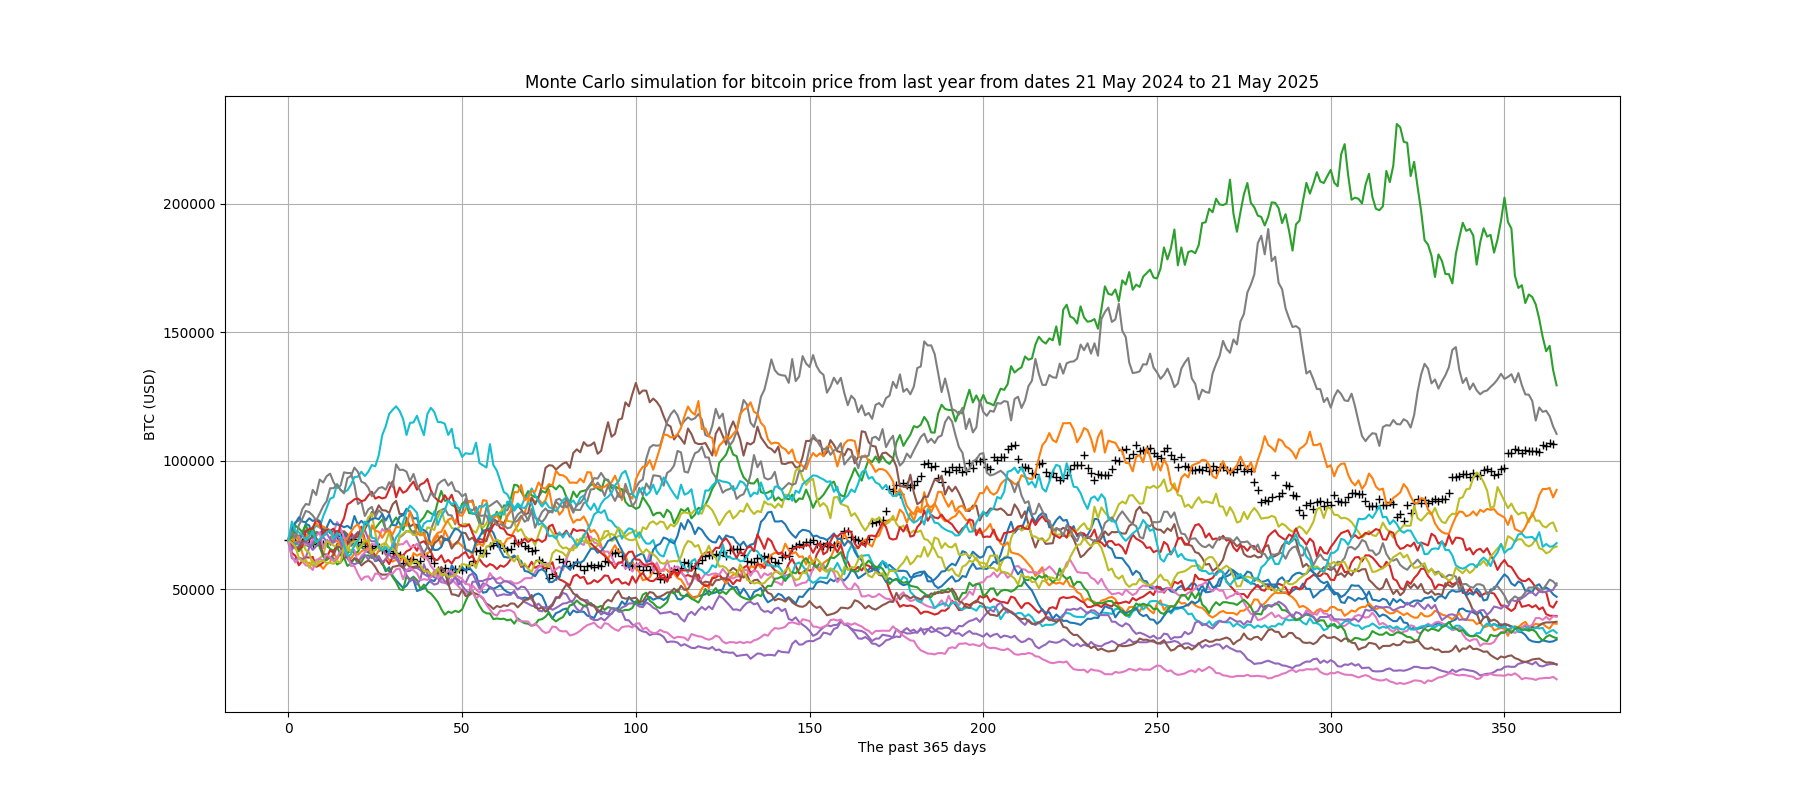 Monte Carlo simulation for bitcoin price from last year from dates 21 May 2024 to 21 May 2025
200000
150000
100000
50000
BTC (USD)
0 50 100 150 200 250 300 350
The past 365 days